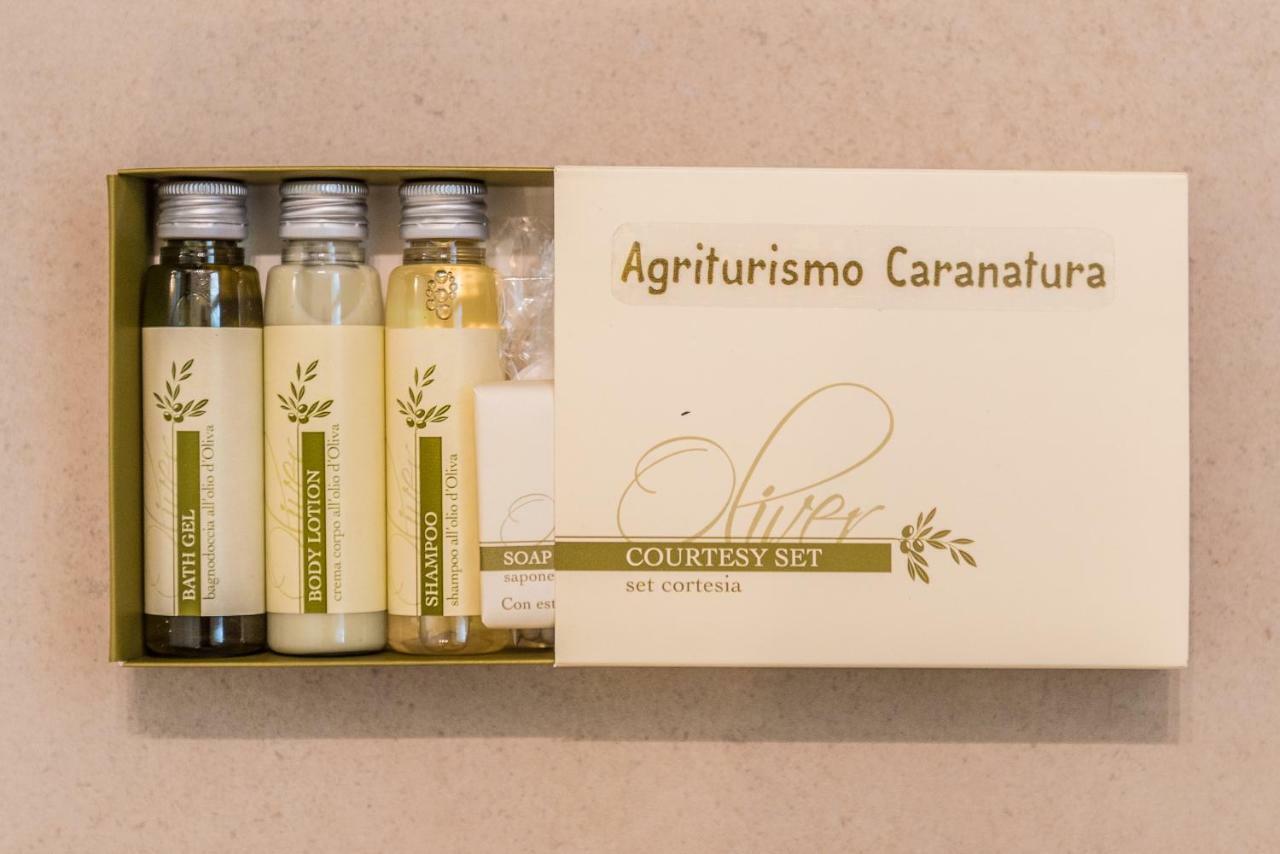 BATH GEL
bagnodoccia all'olio d'Oliva
BODY LOTION
crema corpo all'olio d'Oliva
SHAMPOO
shampoo all'olio d'Oliva
SOAP
sapone
Con
Agriturismo Caranatura
Oliver
COURTESY SET
set cortesia